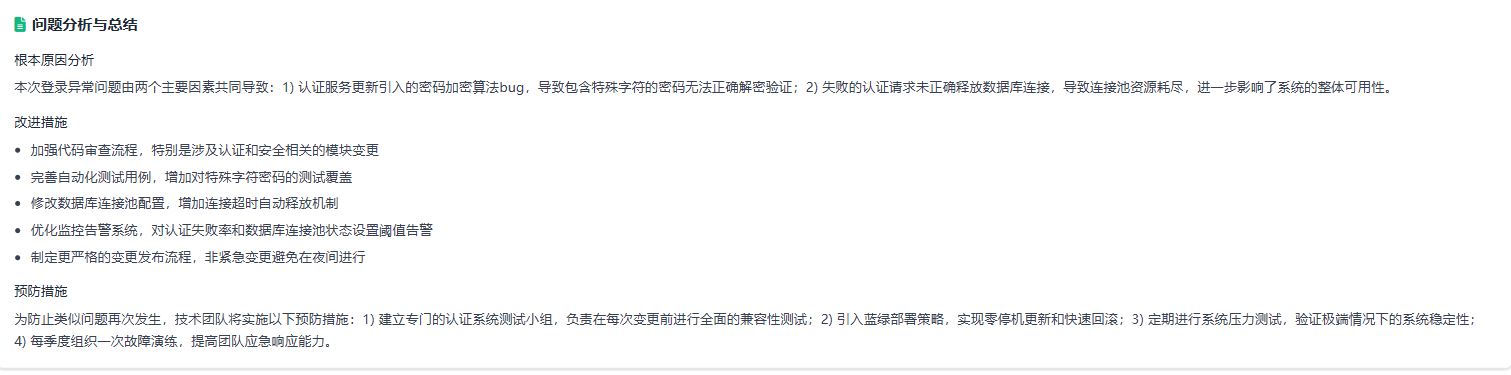 问题分析与总结
根本原因分析
本次登录异常问题由两个主要因素共同导致：1) 认证服务更新引入的密码加密算法bug，导致包含特殊字符的密码无法正确解密验证；2) 失败的认证请求未正确释放数据库连接，导致连接池资源耗尽，进一步影响了系统的整体可用性。
改进措施
• 加强代码审查流程，特别是涉及认证和安全相关的模块变更
• 完善自动化测试用例，增加对特殊字符密码的测试覆盖
• 修改数据库连接池配置，增加连接超时自动释放机制
• 优化监控告警系统，对认证失败率和数据库连接池状态设置阈值告警
• 制定更严格的变更发布流程，非紧急变更避免在夜间进行
预防措施
为防止类似问题再次发生，技术团队将实施以下预防措施：1) 建立专门的认证系统测试小组，负责在每次变更前进行全面的兼容性测试；2) 引入蓝绿部署策略，实现零停机更新和快速回滚；3) 定期进行系统压力测试，验证极端情况下的系统稳定性；
4) 每季度组织一次故障演练，提高团队应急响应能力。